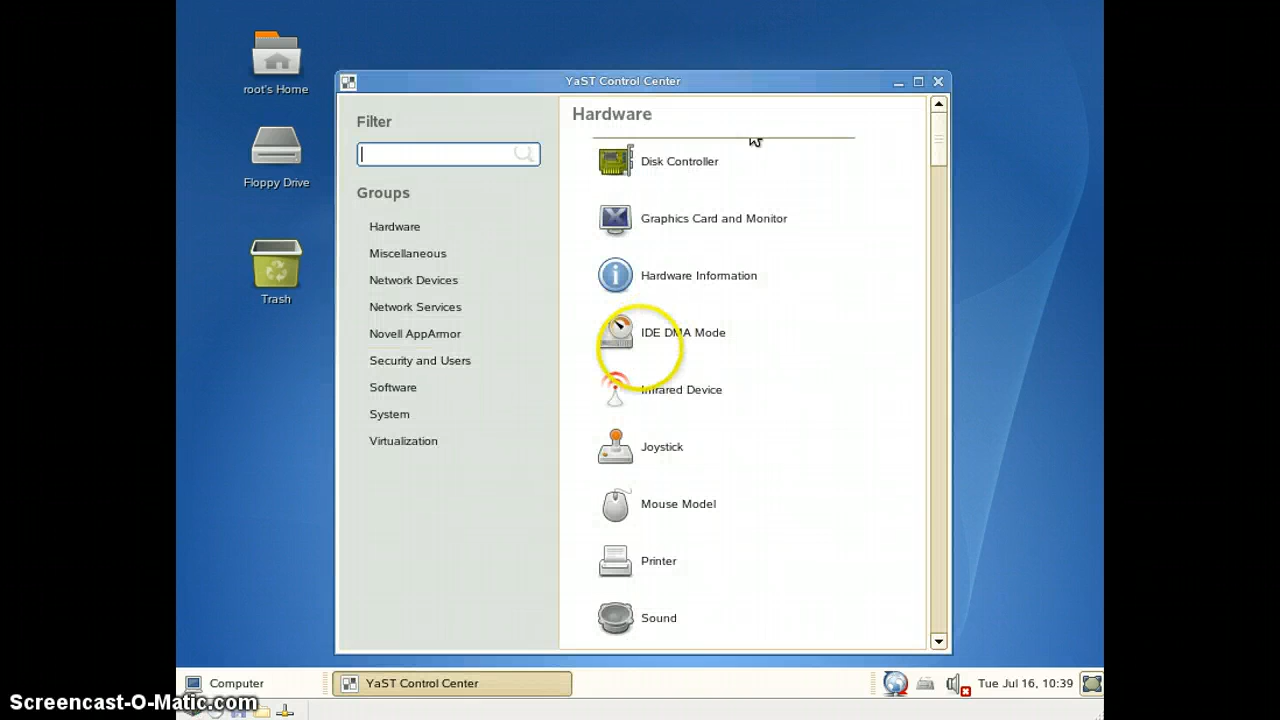 root's Home
Floppy Drive
Trash
YaST Control Center
Filter
Groups
Hardware
Miscellaneous
Network Devices
Network Services
Novell AppArmor
Security and Users
Software
System
Virtualization
Hardware
Disk Controller
Graphics Card and Monitor
Hardware Information
IDE DMA Mode
Infrared Device
Joystick
Mouse Model
Printer
Sound
Computer
YaST Control Center
Tue Jul 16, 10:39
Screencast-O-Matic.com